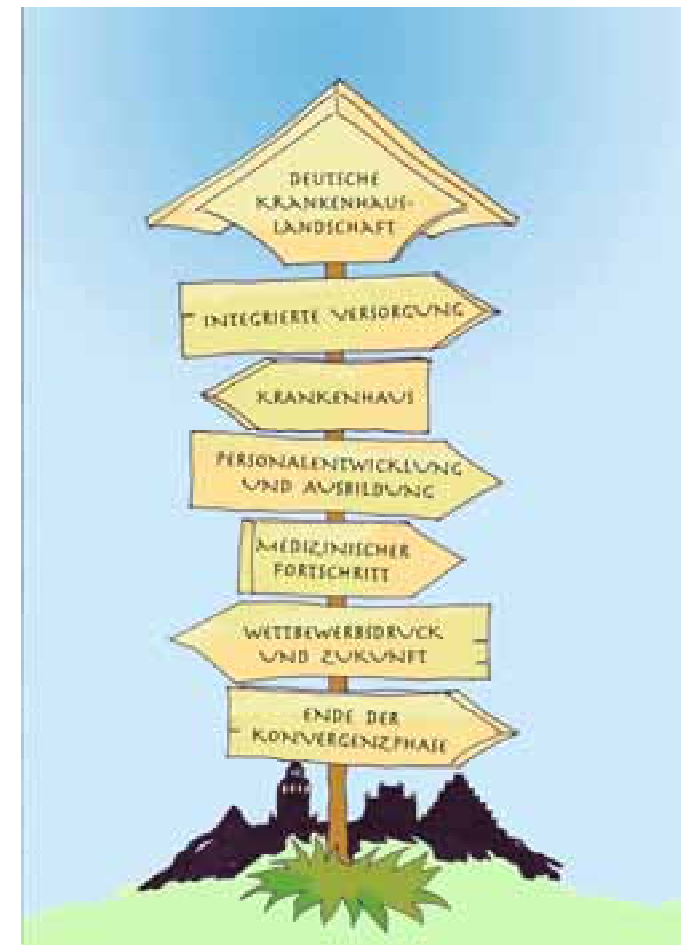 DEUTSCHE
KRANKENHAUS-
LANDSCHAFT
INTEGRIERTE VERSORGUNG
KRANKENHAUS
PERSONALENTWICKLUNG
UND AUSBILDUNG
MEDIZINISCHER
FORTSCHRITT
WETTBEWERBSDRUCK
UND ZUKUNFT
ENDE DER
KONVERGENZPHASE